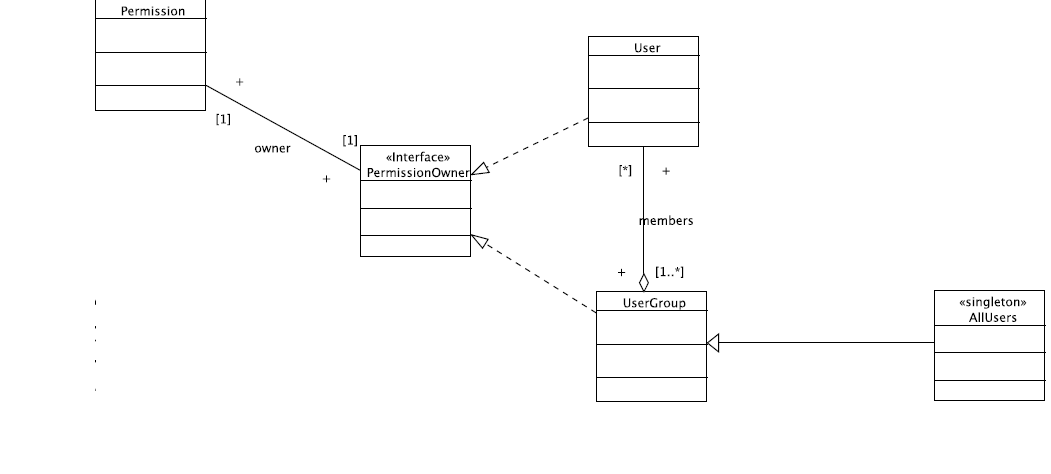 Permission
User
+
[1]
owner
[1]
+
«Interface»
PermissionOwner
[*]
+
members
+
[1..*]
UserGroup
«singleton»
AllUsers